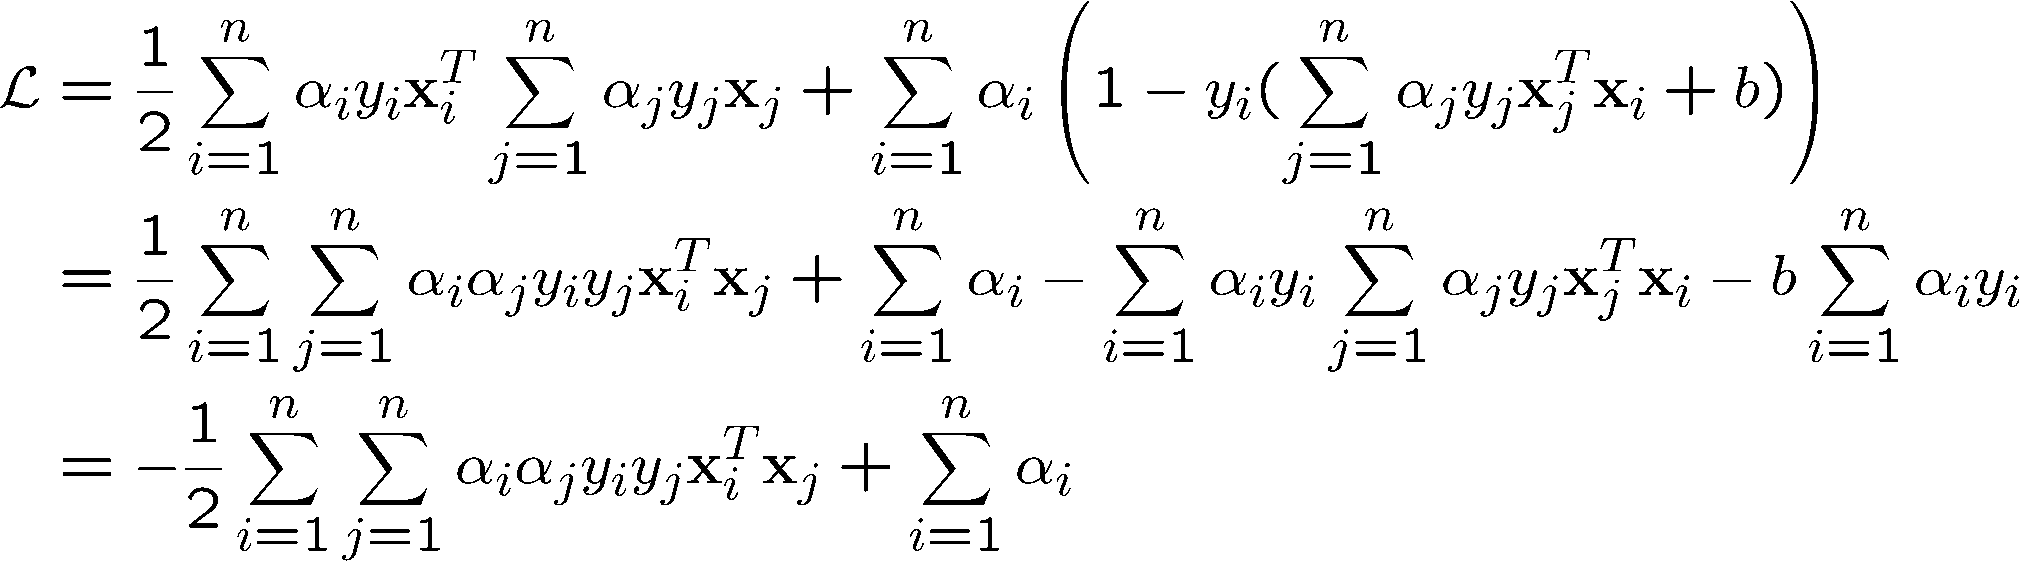 $\mathcal{L} = \frac{1}{2} \sum_{i=1}^{n} \alpha_i y_i \mathbf{x}_i^T \sum_{j=1}^{n} \alpha_j y_j \mathbf{x}_j + \sum_{i=1}^{n} \alpha_i \left( 1 - y_i ( \sum_{j=1}^{n} \alpha_j y_j \mathbf{x}_j^T \mathbf{x}_i + b ) \right)$
$= \frac{1}{2} \sum_{i=1}^{n} \sum_{j=1}^{n} \alpha_i \alpha_j y_i y_j \mathbf{x}_i^T \mathbf{x}_j + \sum_{i=1}^{n} \alpha_i - \sum_{i=1}^{n} \alpha_i y_i \sum_{j=1}^{n} \alpha_j y_j \mathbf{x}_j^T \mathbf{x}_i - b \sum_{i=1}^{n} \alpha_i y_i$
$= -\frac{1}{2} \sum_{i=1}^{n} \sum_{j=1}^{n} \alpha_i \alpha_j y_i y_j \mathbf{x}_i^T \mathbf{x}_j + \sum_{i=1}^{n} \alpha_i$